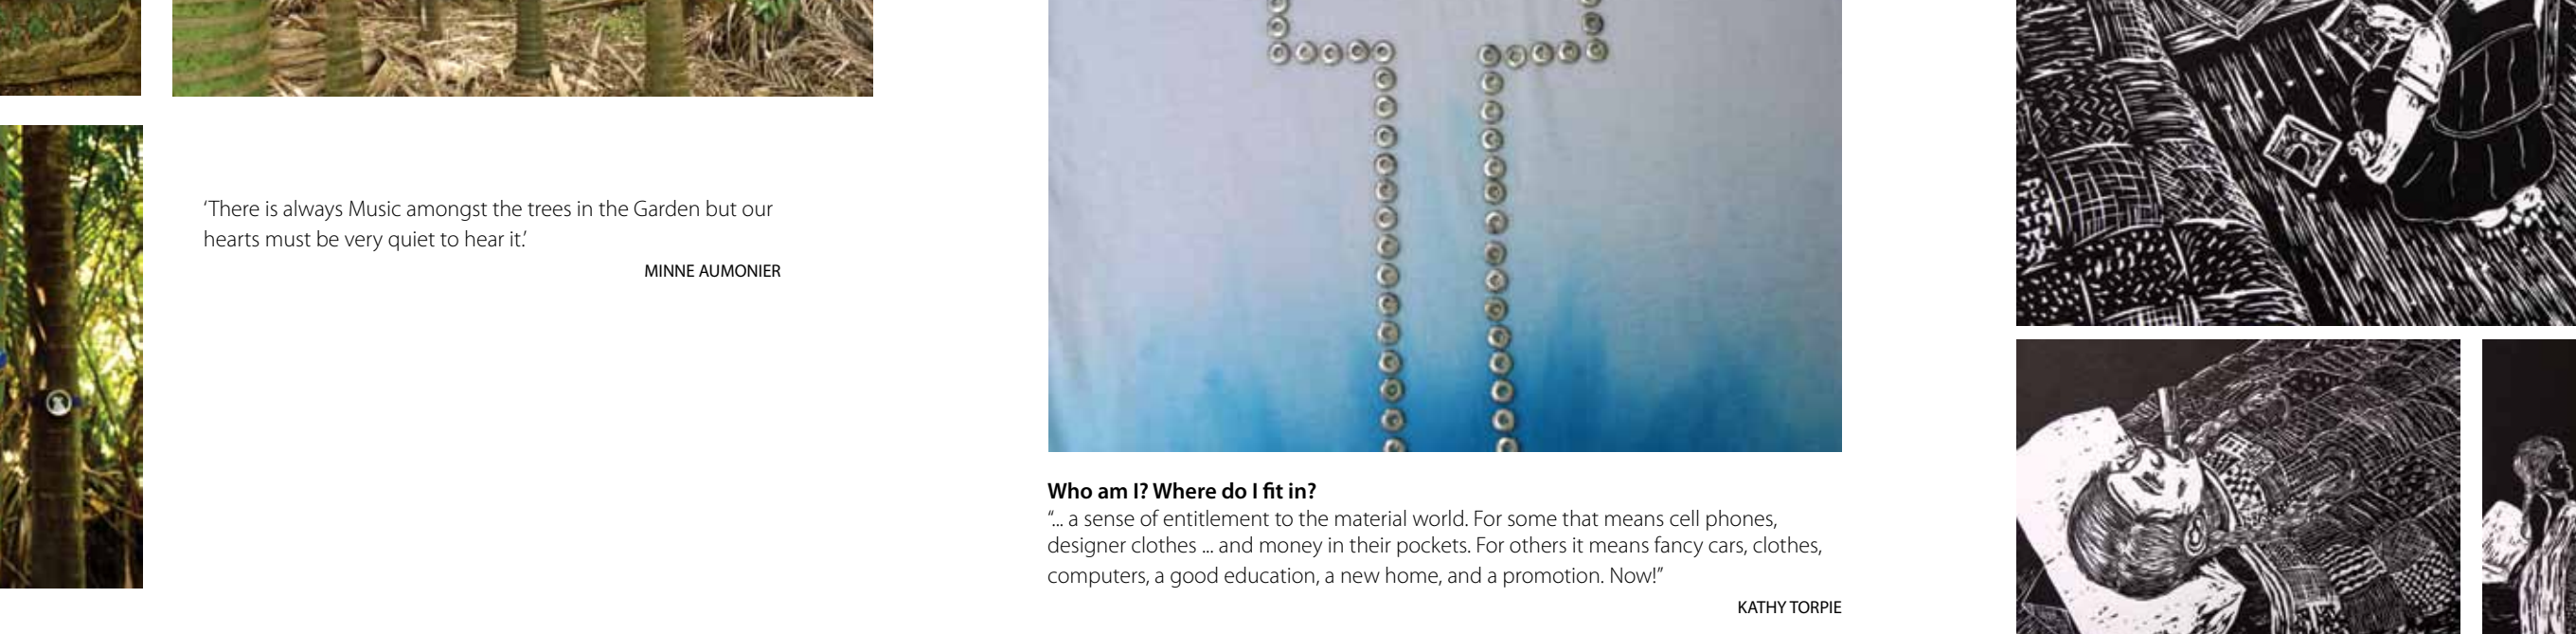 ‘There is always Music amongst the trees in the Garden but our
hearts must be very quiet to hear it.’
MINNE AUMONIER
Who am I? Where do I fit in?
“... a sense of entitlement to the material world. For some that means cell phones,
designer clothes ... and money in their pockets. For others it means fancy cars, clothes,
computers, a good education, a new home, and a promotion. Now!”
KATHY TORPIE